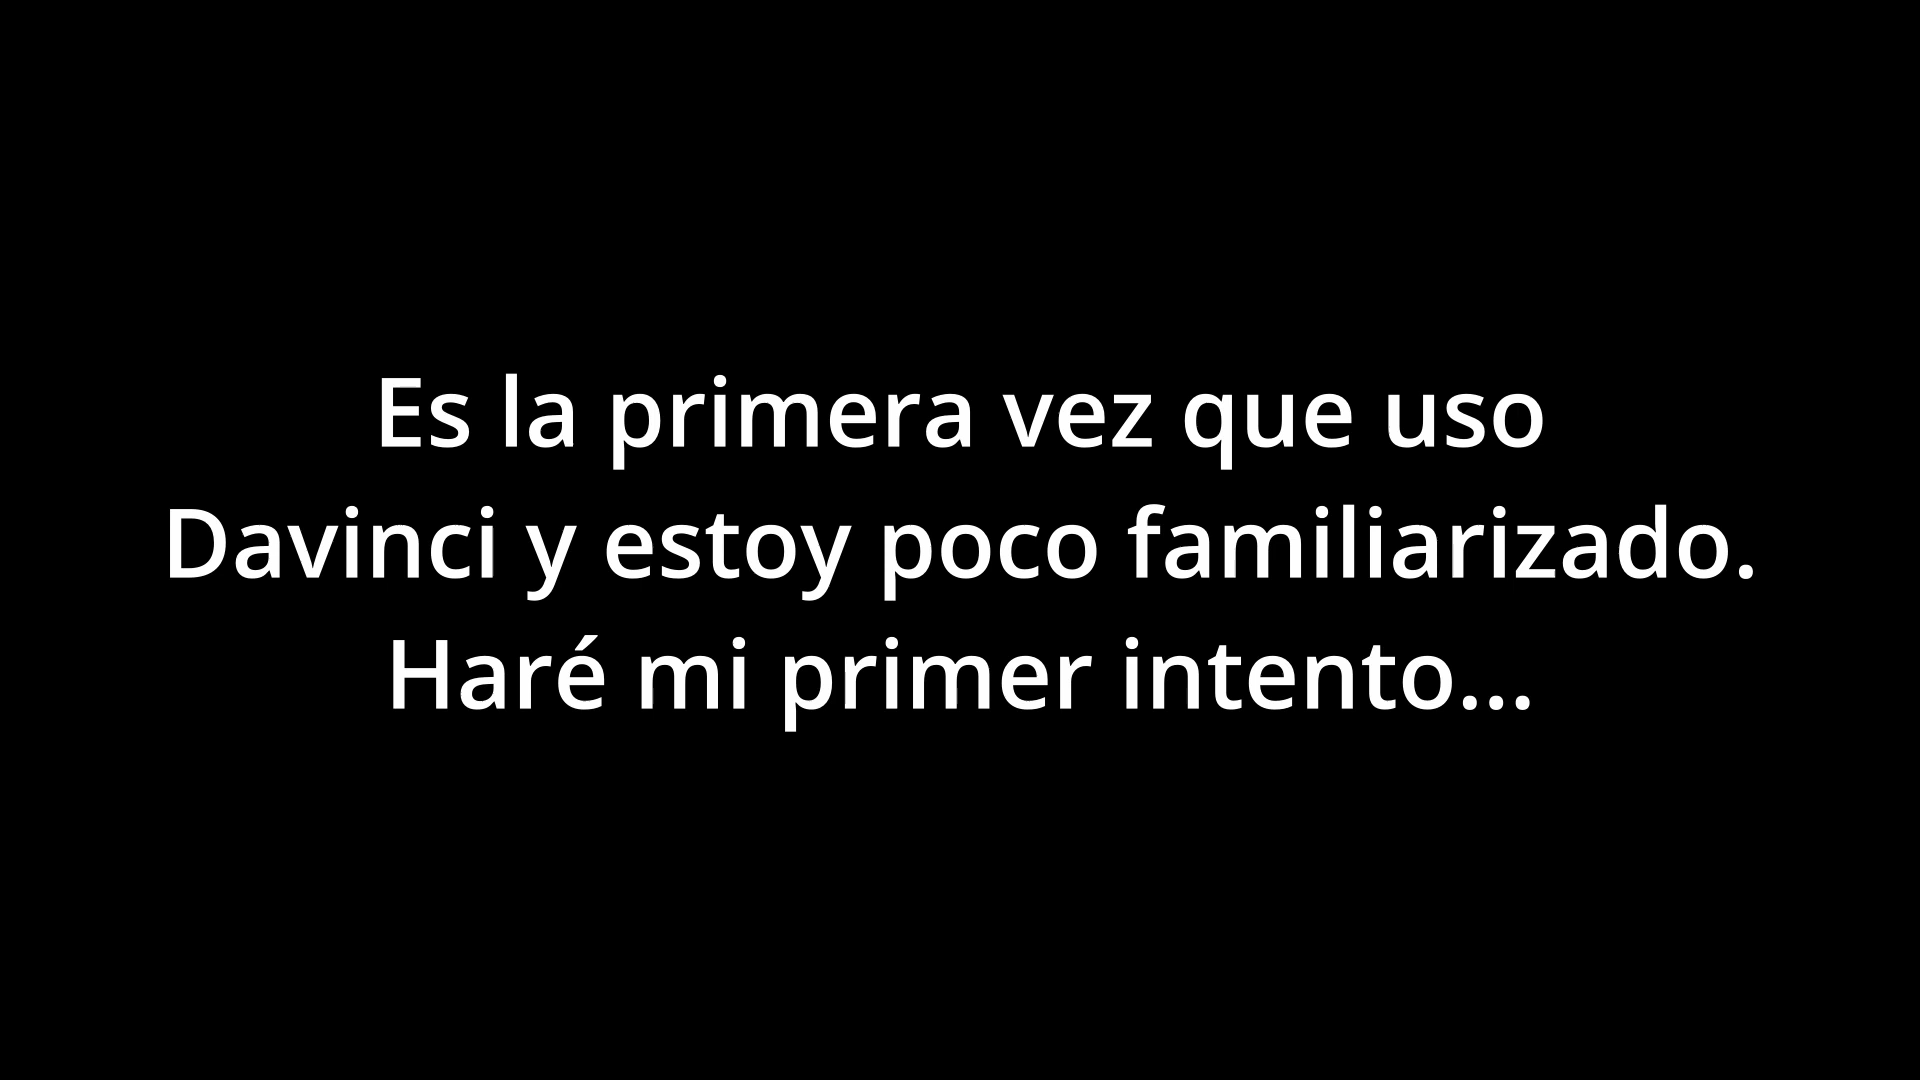 Es la primera vez que uso
Davinci y estoy poco familiarizado.
Haré mi primer intento...